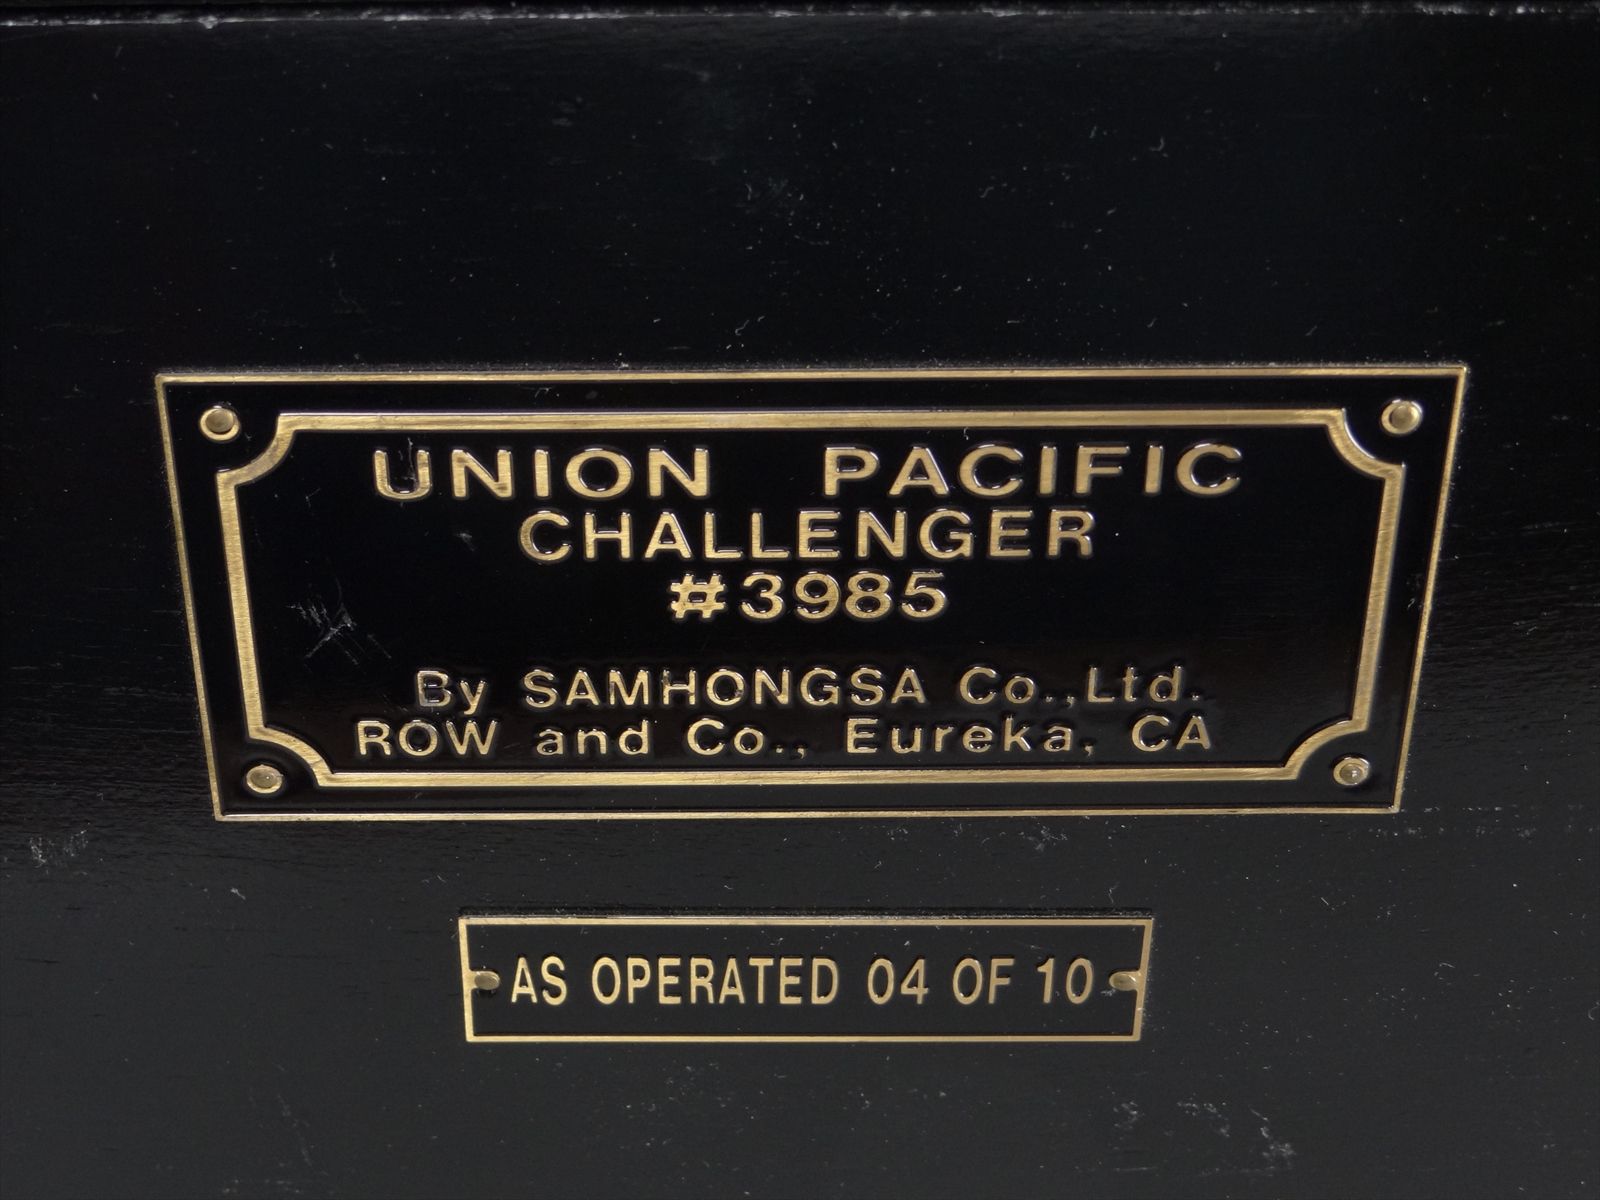 UNION PACIFIC
CHALLENGER
#3985
By SAMHONGSA Co.,Ltd.
ROW and Co., Eureka, CA
AS OPERATED 04 OF 10